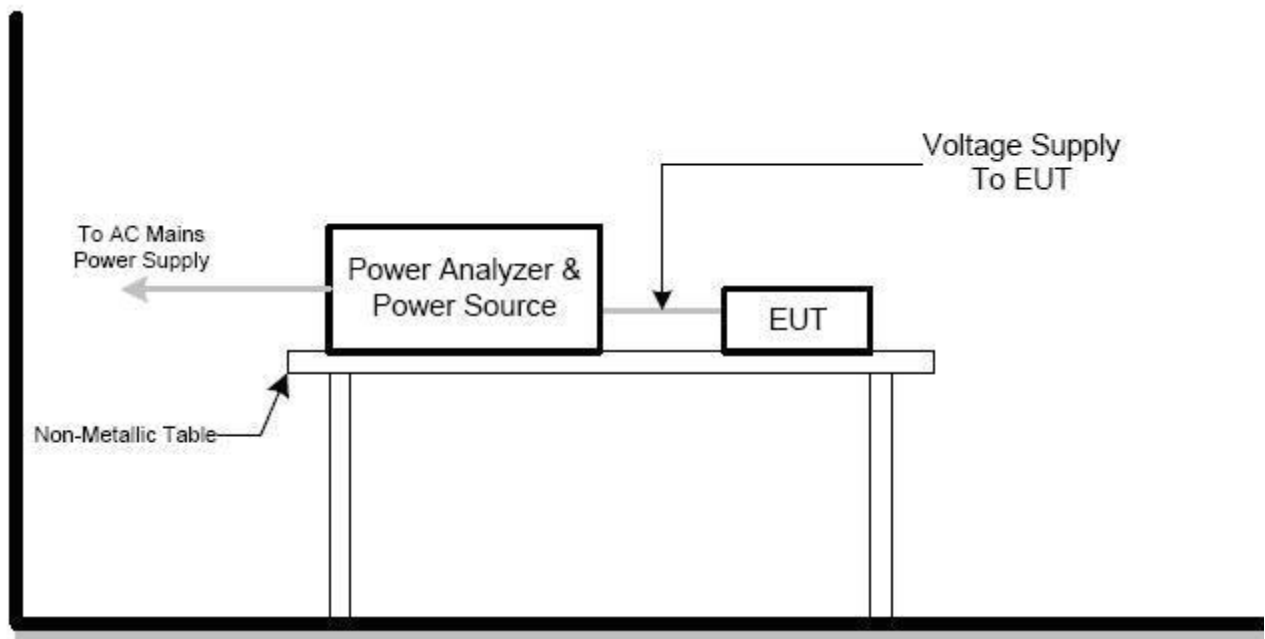 Voltage Supply
To EUT
To AC Mains
Power Supply
Power Analyzer &
Power Source
EUT
Non-Metallic Table